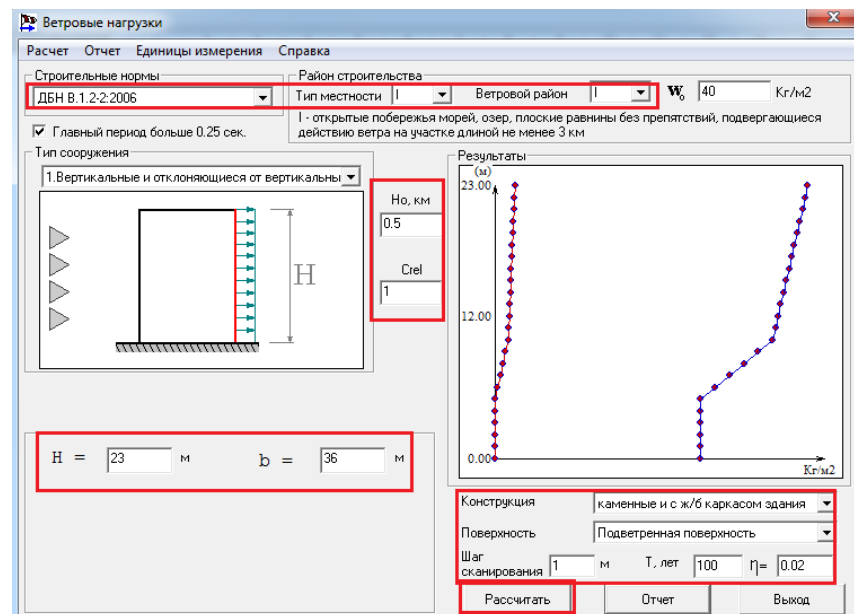 Ветровые нагрузки
Расчет Отчет Единицы измерения Справка
Строительные нормы
ДБН В.1.2-2:2006
Район строительства
Тип местности I Ветровой район I W₀ 40 Кг/м2
Главный период больше 0.25 сек.
I - открытые побережья морей, озер, плоские равнины без препятствий, подвергающиеся
действию ветра на участке длиной не менее 3 км
Тип сооружения
1.Вертикальные и отклоняющиеся от вертикальны
H
Ho, км
0.5
Crel
1
Результаты
(м)
23.00
12.00
0.00
Кг/м2
H = 23 м b = 36 м
Конструкция каменные и с ж/б каркасом здания
Поверхность Подветренная поверхность
Шаг
сканирования 1 м Т, лет 100 η= 0.02
Рассчитать Отчет Выход